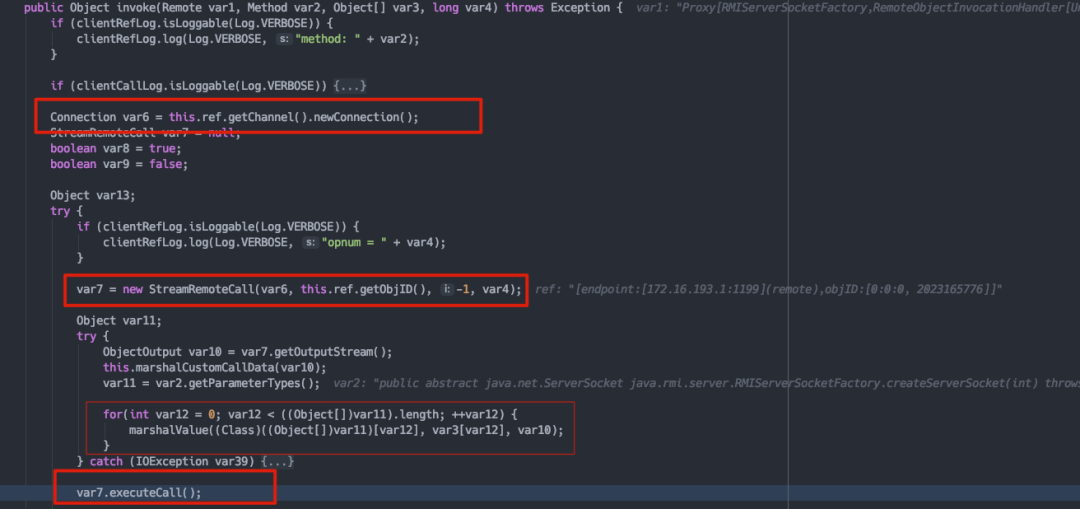 public Object invoke(Remote var1, Method var2, Object[] var3, long var4) throws Exception {  var1: "Proxy[RMIServerSocketFactory,RemoteObjectInvocationHandler[Un
if (clientRefLog.isLoggable(Log.VERBOSE)) {
clientRefLog.log(Log.VERBOSE, s: "method: " + var2);
}
if (clientCallLog.isLoggable(Log.VERBOSE)) {...}
Connection var6 = this.ref.getChannel().newConnection();
StreamRemoteCall var7 = null;
boolean var8 = true;
boolean var9 = false;
Object var13;
try {
if (clientRefLog.isLoggable(Log.VERBOSE)) {
clientRefLog.log(Log.VERBOSE, s: "opnum = " + var4);
}
var7 = new StreamRemoteCall(var6, this.ref.getObjID(), i: -1, var4);  ref: "[endpoint:[172.16.193.1:1199](remote),objID:[0:0:0, 2023165776]]"
Object var11;
try {
ObjectOutput var10 = var7.getOutputStream();
this.marshalCustomCallData(var10);
var11 = var2.getParameterTypes();  var2: "public abstract java.net.ServerSocket java.rmi.server.RMIServerSocketFactory.createServerSocket(int) throws
for(int var12 = 0; var12 < ((Object[])var11).length; ++var12) {
marshalValue((Class)((Object[])var11)[var12], var3[var12], var10);
}
} catch (IOException var39) {...}
var7.executeCall();